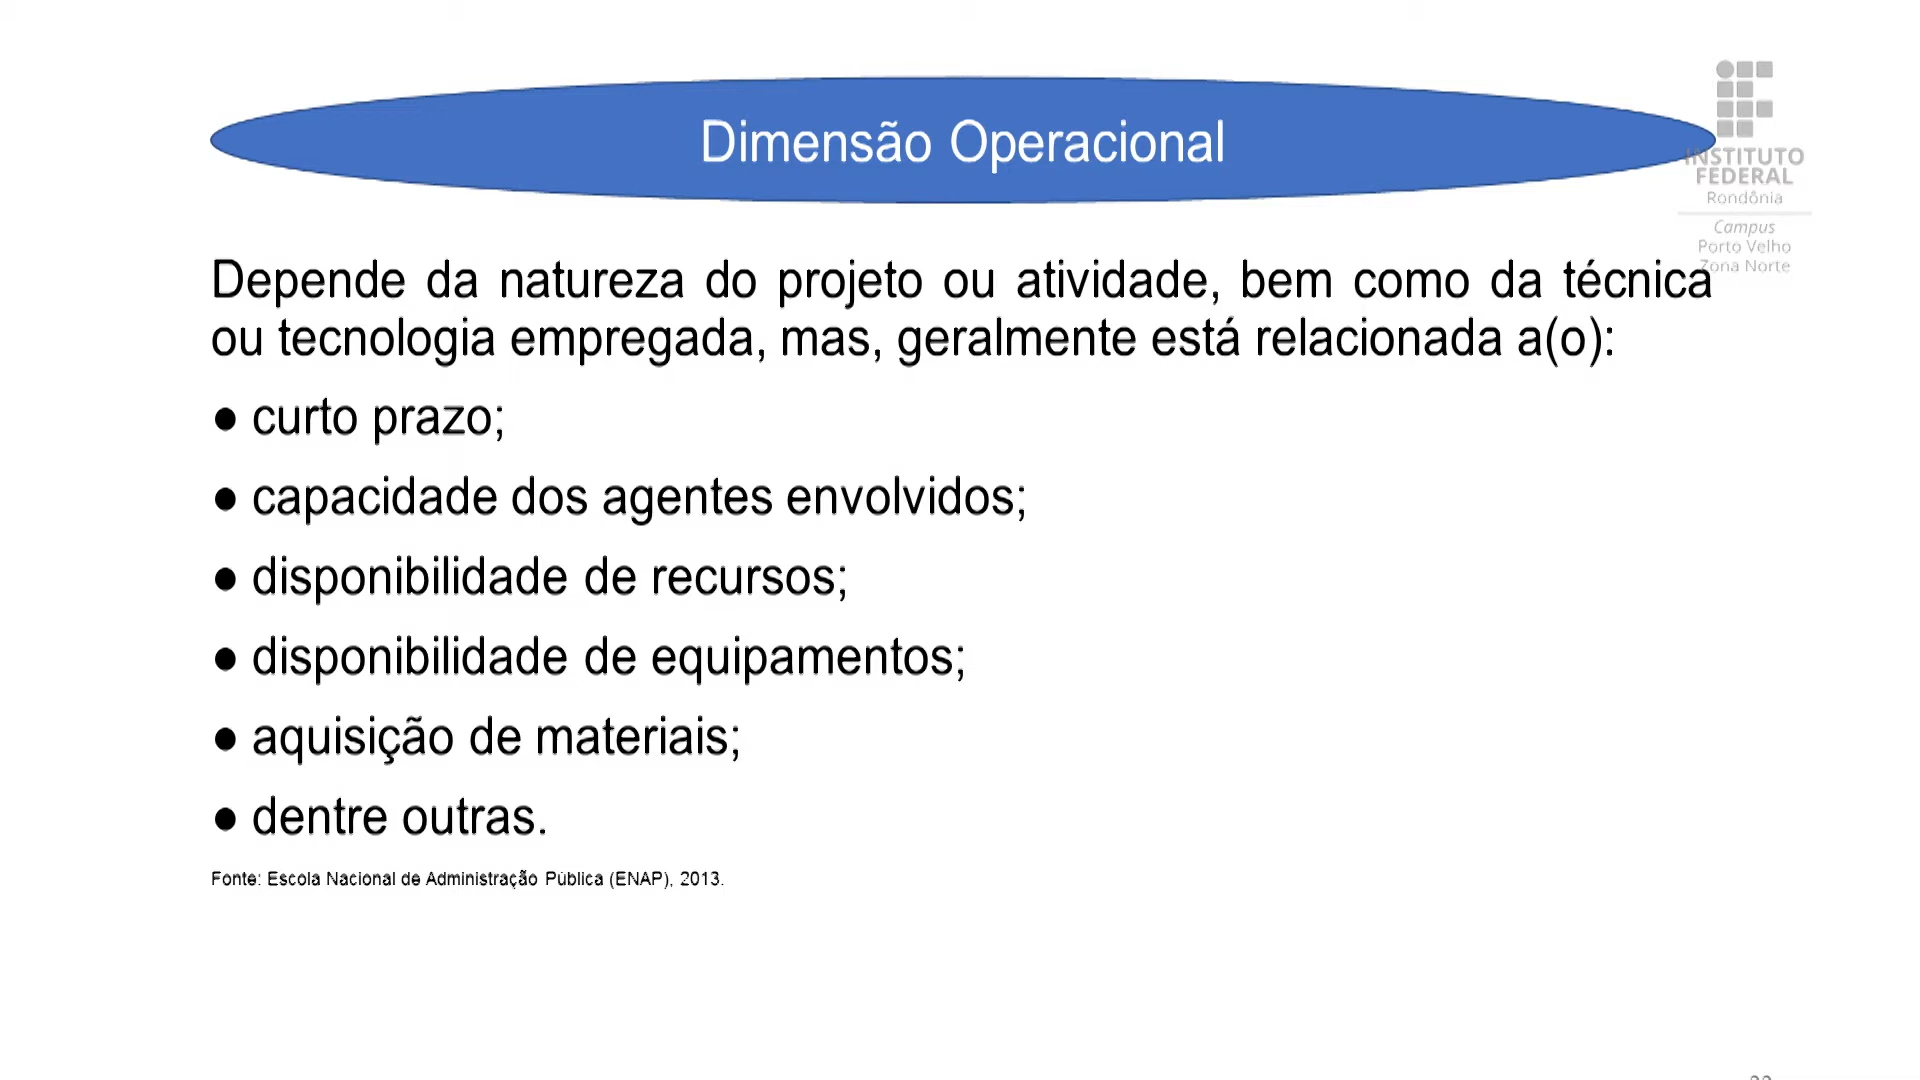 Dimensão Operacional
INSTITUTO
FEDERAL
Rondônia
Campus
Porto Velho
Zona Norte
Depende da natureza do projeto ou atividade, bem como da técnica
ou tecnologia empregada, mas, geralmente está relacionada a(o):
● curto prazo;
● capacidade dos agentes envolvidos;
● disponibilidade de recursos;
● disponibilidade de equipamentos;
● aquisição de materiais;
● dentre outras.
Fonte: Escola Nacional de Administração Pública (ENAP), 2013.